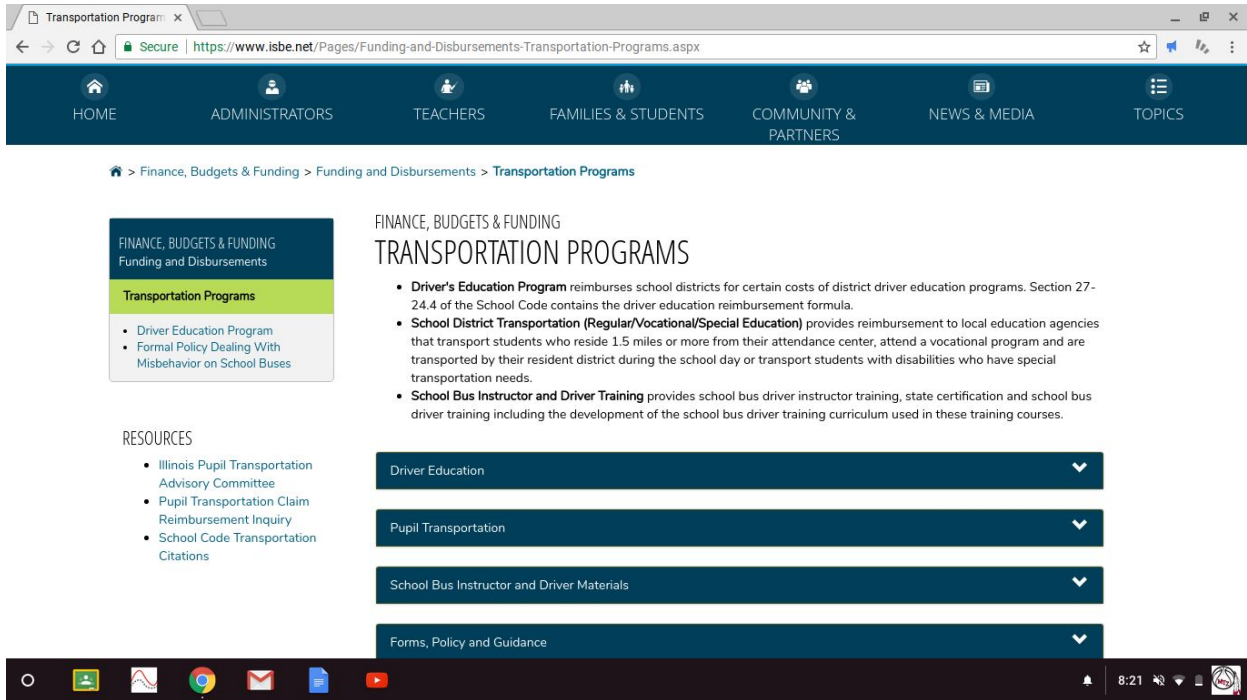 Transportation Program
Secure | https://www.isbe.net/Pages/Funding-and-Disbursements-Transportation-Programs.aspx
HOME
ADMINISTRATORS
TEACHERS
FAMILIES & STUDENTS
COMMUNITY &
PARTNERS
NEWS & MEDIA
TOPICS
> Finance, Budgets & Funding > Funding and Disbursements > Transportation Programs
FINANCE, BUDGETS & FUNDING
Funding and Disbursements
Transportation Programs
• Driver Education Program
• Formal Policy Dealing With
Misbehavior on School Buses
RESOURCES
• Illinois Pupil Transportation
Advisory Committee
• Pupil Transportation Claim
Reimbursement Inquiry
• School Code Transportation
Citations
FINANCE, BUDGETS & FUNDING
TRANSPORTATION PROGRAMS
• Driver's Education Program reimburses school districts for certain costs of district driver education programs. Section 27-
24.4 of the School Code contains the driver education reimbursement formula.
• School District Transportation (Regular/Vocational/Special Education) provides reimbursement to local education agencies
that transport students who reside 1.5 miles or more from their attendance center, attend a vocational program and are
transported by their resident district during the school day or transport students with disabilities who have special
transportation needs.
• School Bus Instructor and Driver Training provides school bus driver instructor training, state certification and school bus
driver training including the development of the school bus driver training curriculum used in these training courses.
Driver Education
Pupil Transportation
School Bus Instructor and Driver Materials
Forms, Policy and Guidance
8:21